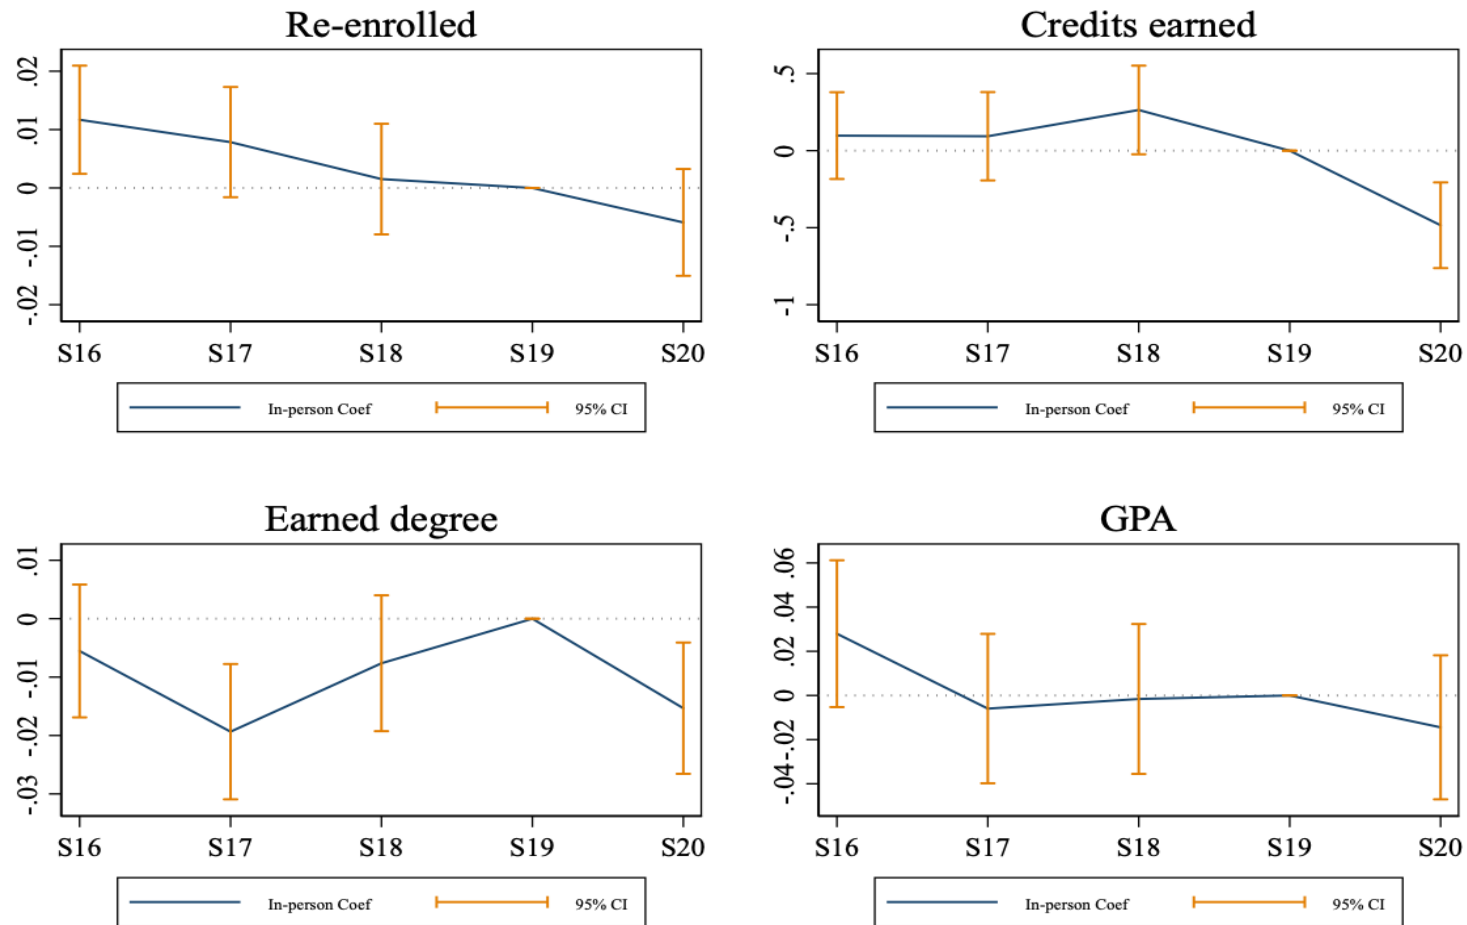 Re-enrolled
.02
.01
0
-.01
-.02
S16 S17 S18 S19 S20
In-person Coef 95% CI
Credits earned
.5
0
-.5
-1
S16 S17 S18 S19 S20
In-person Coef 95% CI
Earned degree
.01
0
-.01
-.02
-.03
S16 S17 S18 S19 S20
In-person Coef 95% CI
GPA
.06
.04
.02
0
-.02
-.04
S16 S17 S18 S19 S20
In-person Coef 95% CI